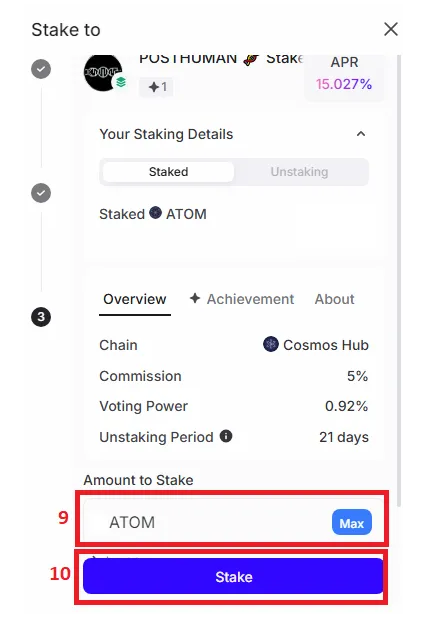 Stake to
POSTHUMAN 🧬 Stake
APR
1
15.027%
Your Staking Details
Staked Unstaking
Staked ATOM
Overview Achievement About
3
Chain Cosmos Hub
Commission 5%
Voting Power 0.92%
Unstaking Period 21 days
Amount to Stake
9 ATOM Max
10 Stake